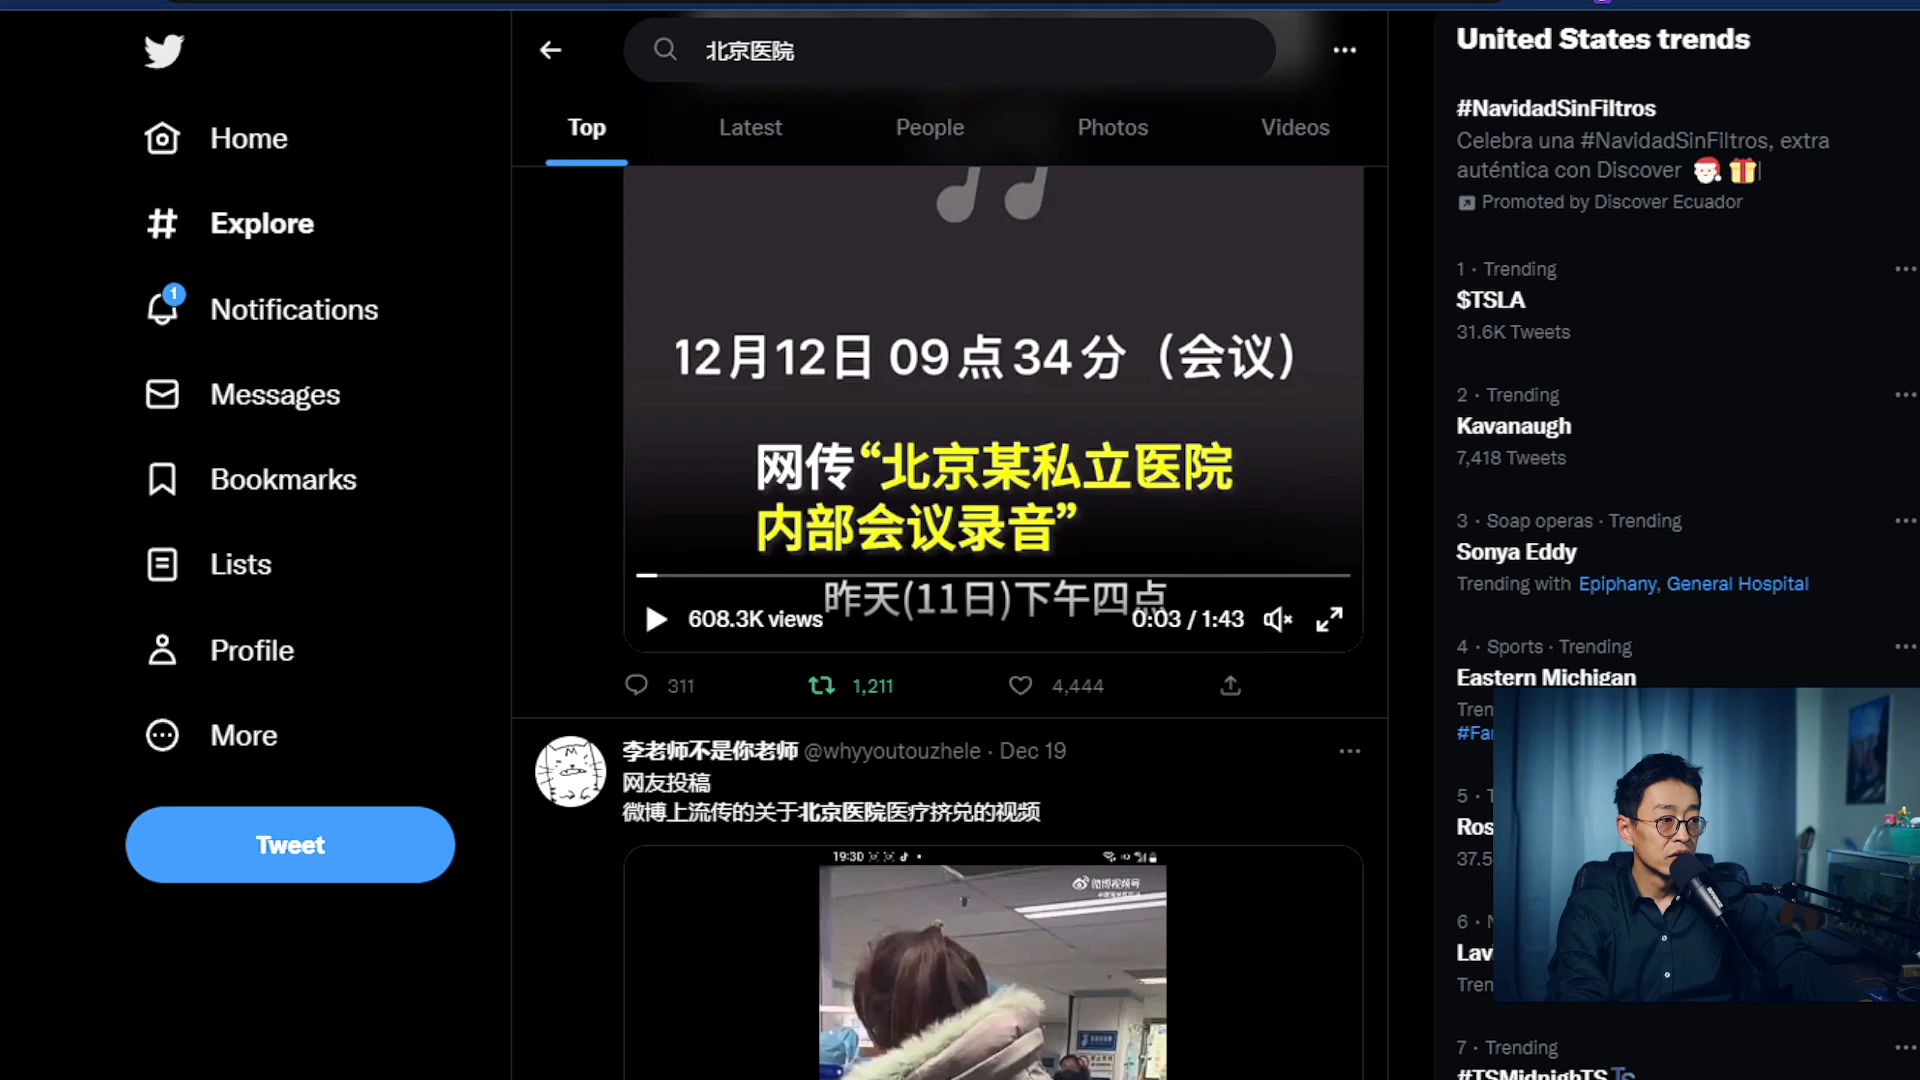 Home
Explore
1
Notifications
Messages
Bookmarks
Lists
Profile
More
Tweet
北京医院
Top
Latest
People
Photos
Videos
12月12日 09点34分（会议）
网传“北京某私立医院
内部会议录音”
昨天(11日)下午四点
608.3K views
0:03 / 1:43
311
1,211
4,444
李老师不是你老师 @whyyoutouzhele · Dec 19
网友投稿
微博上流传的关于北京医院医疗挤兑的视频
19:30
微博视频号
United States trends
#NavidadSinFiltros
Celebra una #NavidadSinFiltros, extra
auténtica con Discover
Promoted by Discover Ecuador
1 · Trending
$TSLA
31.6K Tweets
2 · Trending
Kavanaugh
7,418 Tweets
3 · Soap operas · Trending
Sonya Eddy
Trending with Epiphany, General Hospital
4 · Sports · Trending
Eastern Michigan
Tren
#Fa
5 · T
Ros
37.5
6 ·
Lav
Tren
7 · Trending
#TSMidnighTS